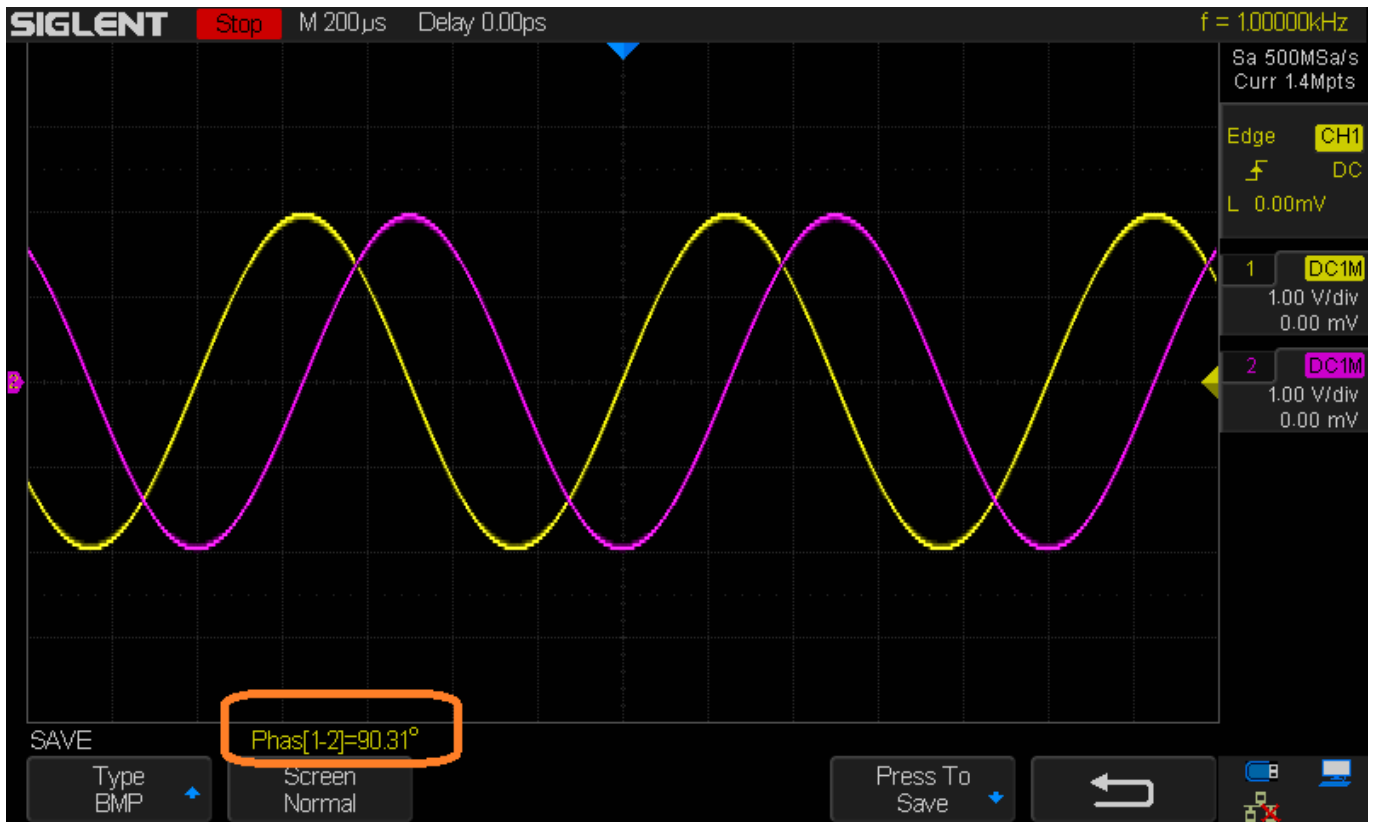 SIGLENT Stop M 200µs Delay 0.00ps f = 1.00000kHz
Sa 500MSa/s
Curr 1.4Mpts
Edge CH1
DC
L 0.00mV
1 DC1M
1.00 V/div
0.00 mV
2
2 DC1M
1.00 V/div
0.00 mV
SAVE Phas[1-2]=90.31°
Type
BMP
Screen
Normal
Press To
Save